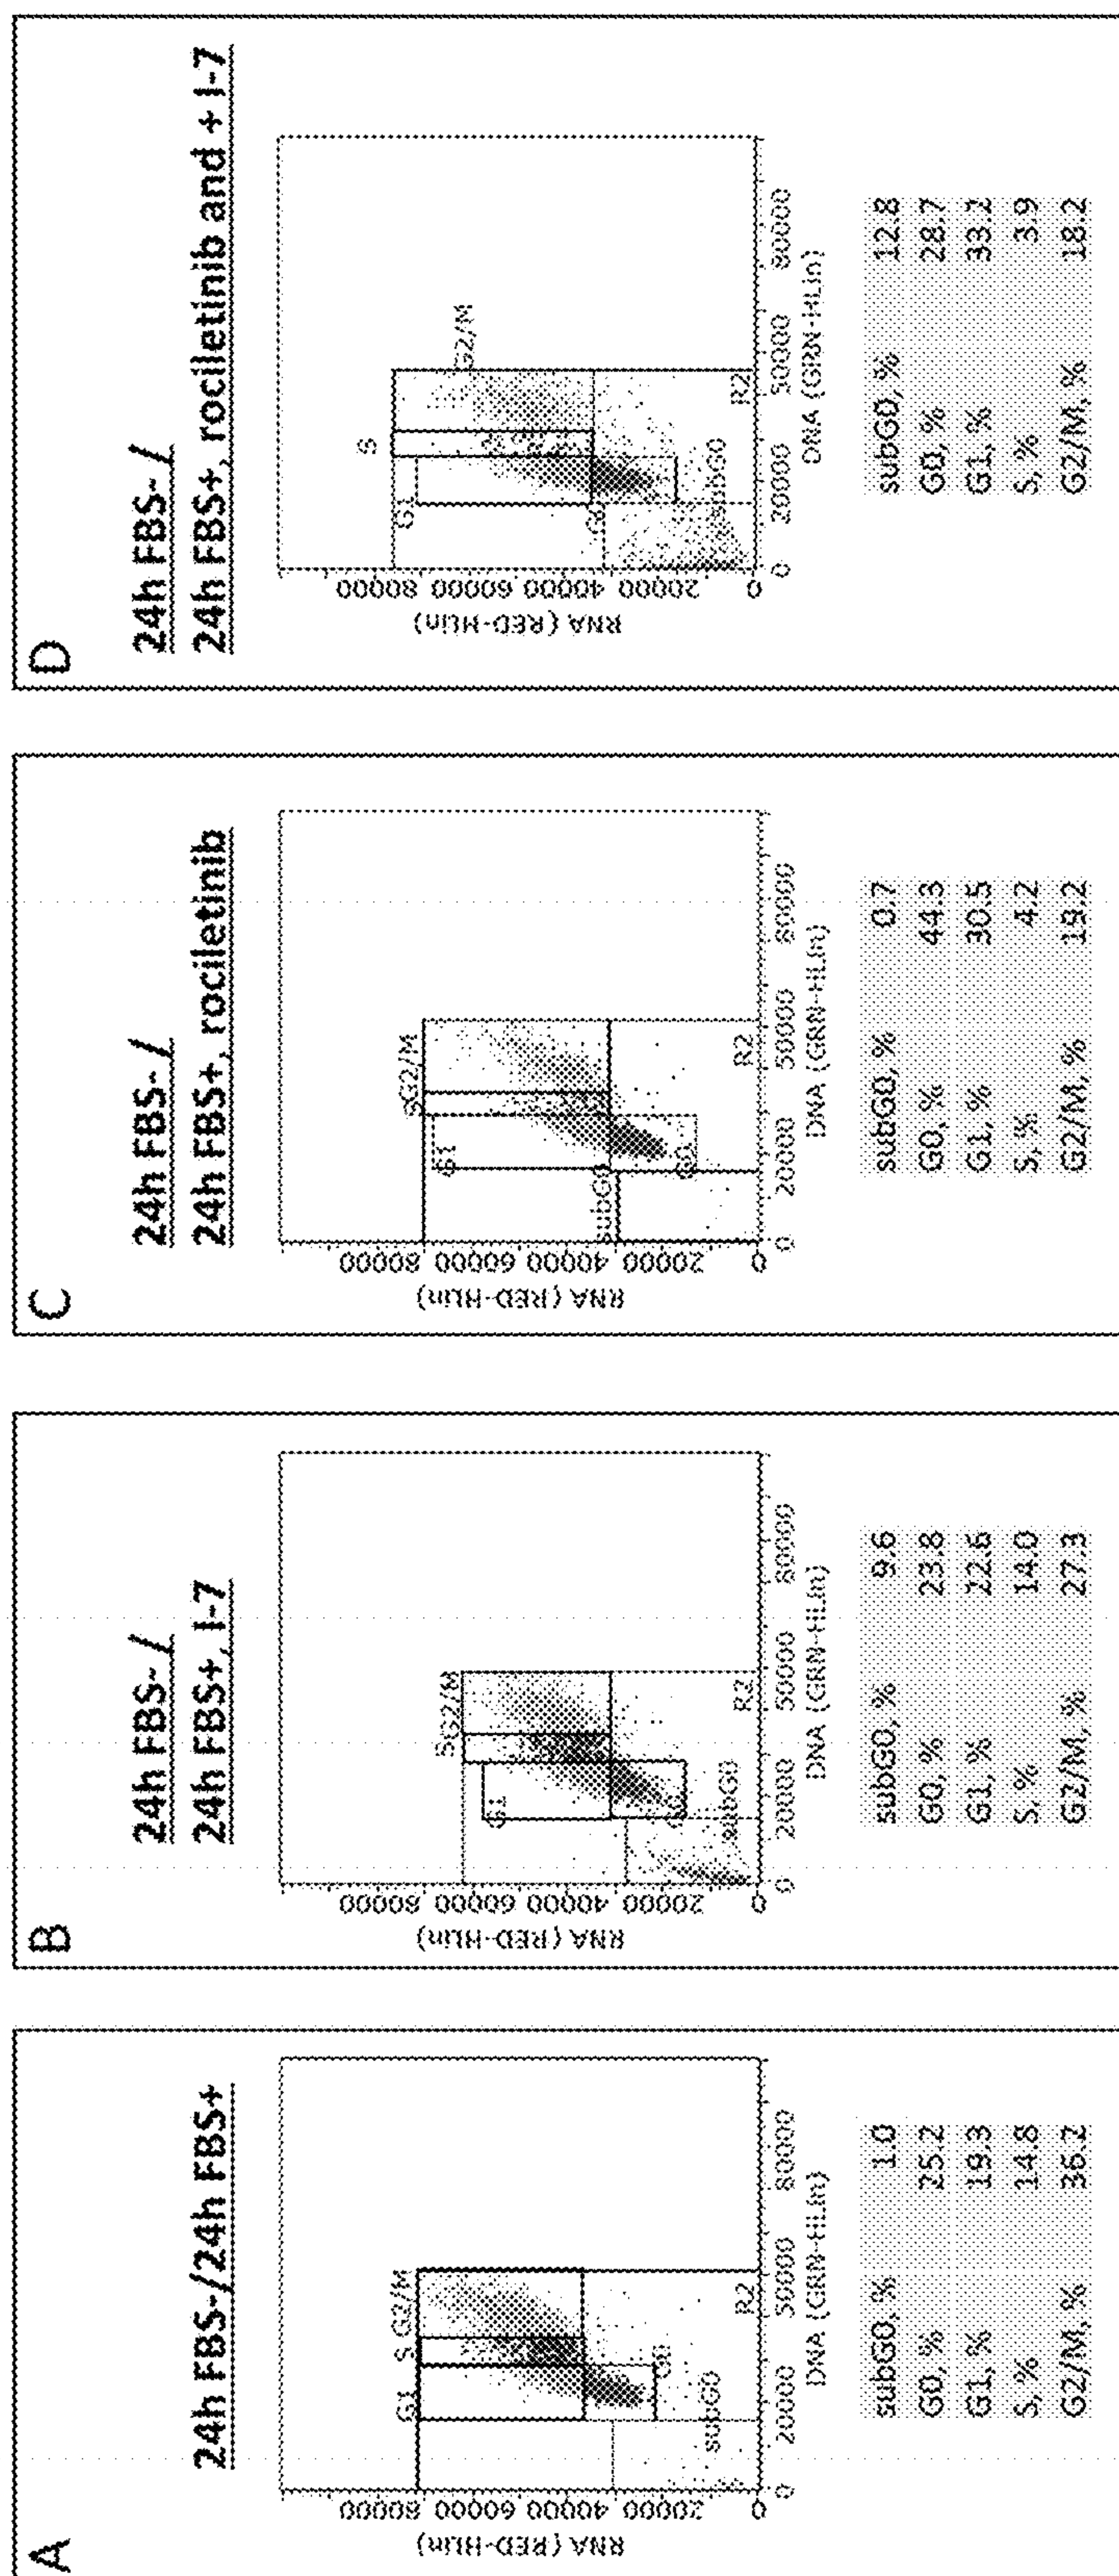 A
24h FBS-/24h FBS+
G1
S
G2/M
G0
subG0
R2
RNA (RED-HLin)
80000
60000
40000
20000
0
0
20000
50000
80000
DNA (GRN-HLin)
subG0, % 1.0
G0, % 25.2
G1, % 19.3
S, % 14.8
G2/M, % 36.2
B
24h FBS- /
24h FBS+, I-7
S
G2/M
G1
subG0
R2
RNA (RED-HLin)
80000
60000
40000
20000
0
0
20000
50000
80000
DNA (GRN-HLin)
subG0, % 9.6
G0, % 23.8
G1, % 22.6
S, % 14.0
G2/M, % 27.3
C
24h FBS- /
24h FBS+, rociletinib
S
G2/M
G1
subG0
G0
R2
RNA (RED-HLin)
80000
60000
40000
20000
0
0
20000
50000
80000
DNA (GRN-HLin)
subG0, % 0.7
G0, % 44.3
G1, % 30.5
S, % 4.2
G2/M, % 19.2
D
24h FBS- /
24h FBS+, rociletinib and + I-7
S
G2/M
G1
subG0
R2
RNA (RED-HLin)
80000
60000
40000
20000
0
0
20000
50000
80000
DNA (GRN-HLin)
subG0, % 12.8
G0, % 28.7
G1, % 33.2
S, % 3.9
G2/M, % 18.2